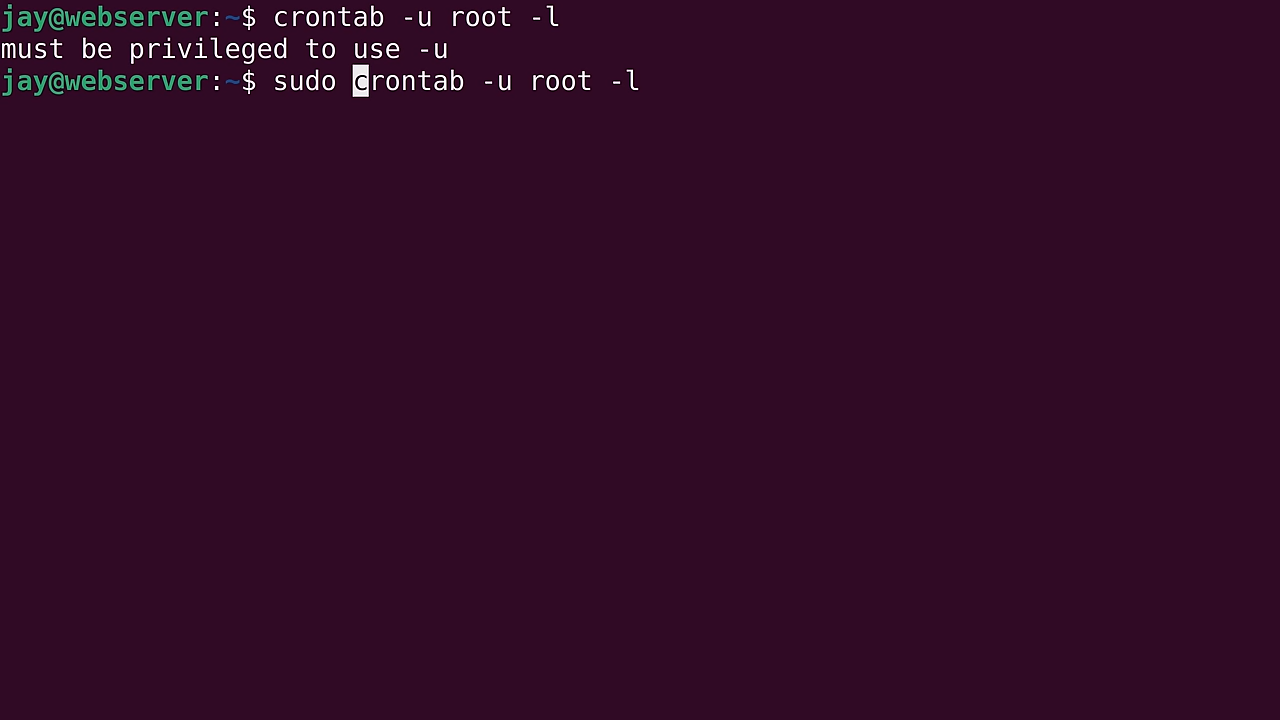 jay@webserver:~$ crontab -u root -l
must be privileged to use -u
jay@webserver:~$ sudo crontab -u root -l